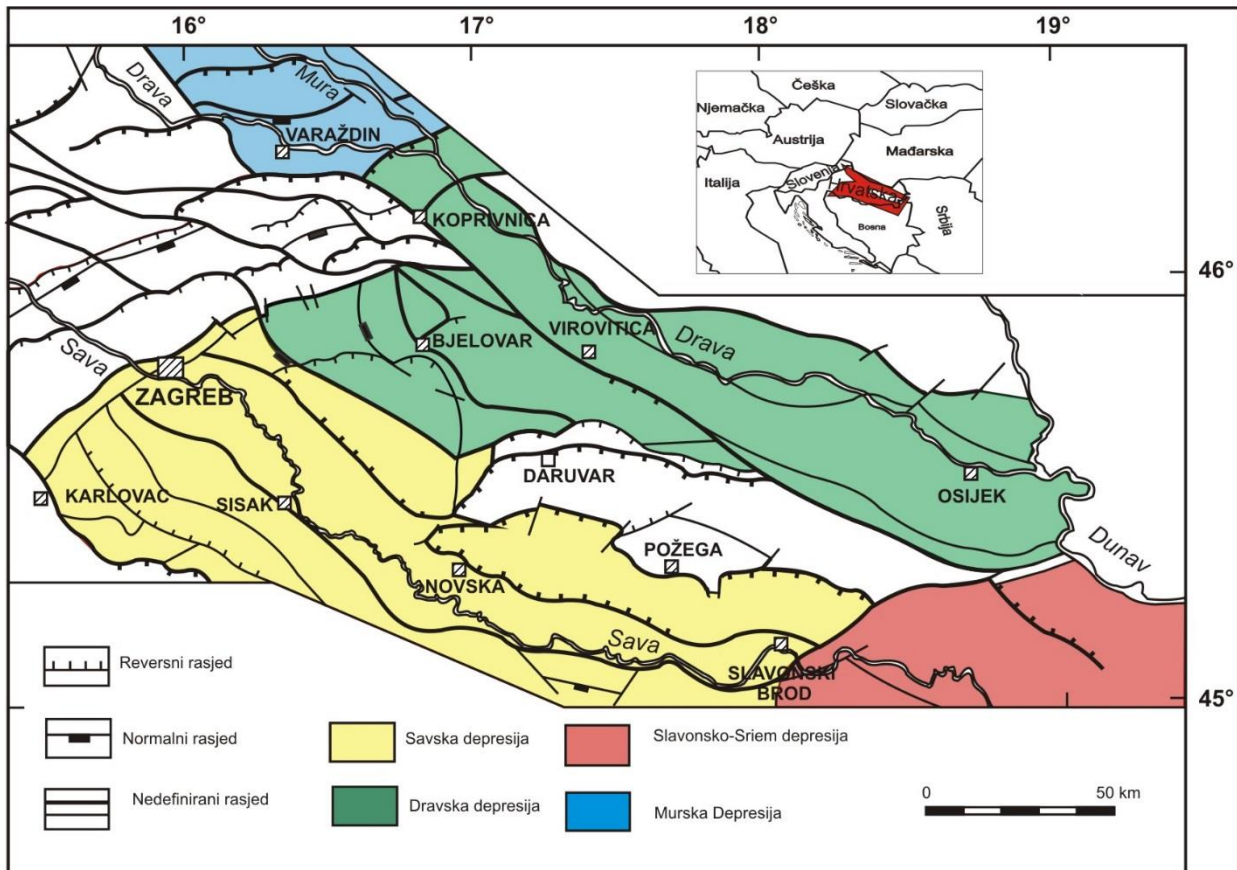 16°
17°
18°
19°
Drava
Mura
VARAŽDIN
KOPRIVNICA
Češka
Njemačka
Slovačka
Austrija
Mađarska
Italija
Slovenija
Hrvatska
Bosna
Srbija
46°
Sava
ZAGREB
BJELOVAR
VIROVITICA
Drava
KARLOVAC
SISAK
DARUVAR
OSIJEK
NOVSKA
POŽEGA
Dunav
Sava
SLAVONSKI
BROD
45°
Reversni rasjed
Normalni rasjed
Nedefinirani rasjed
Savska depresija
Dravska depresija
Slavonsko-Sriem depresija
Murska Depresija
0
50 km